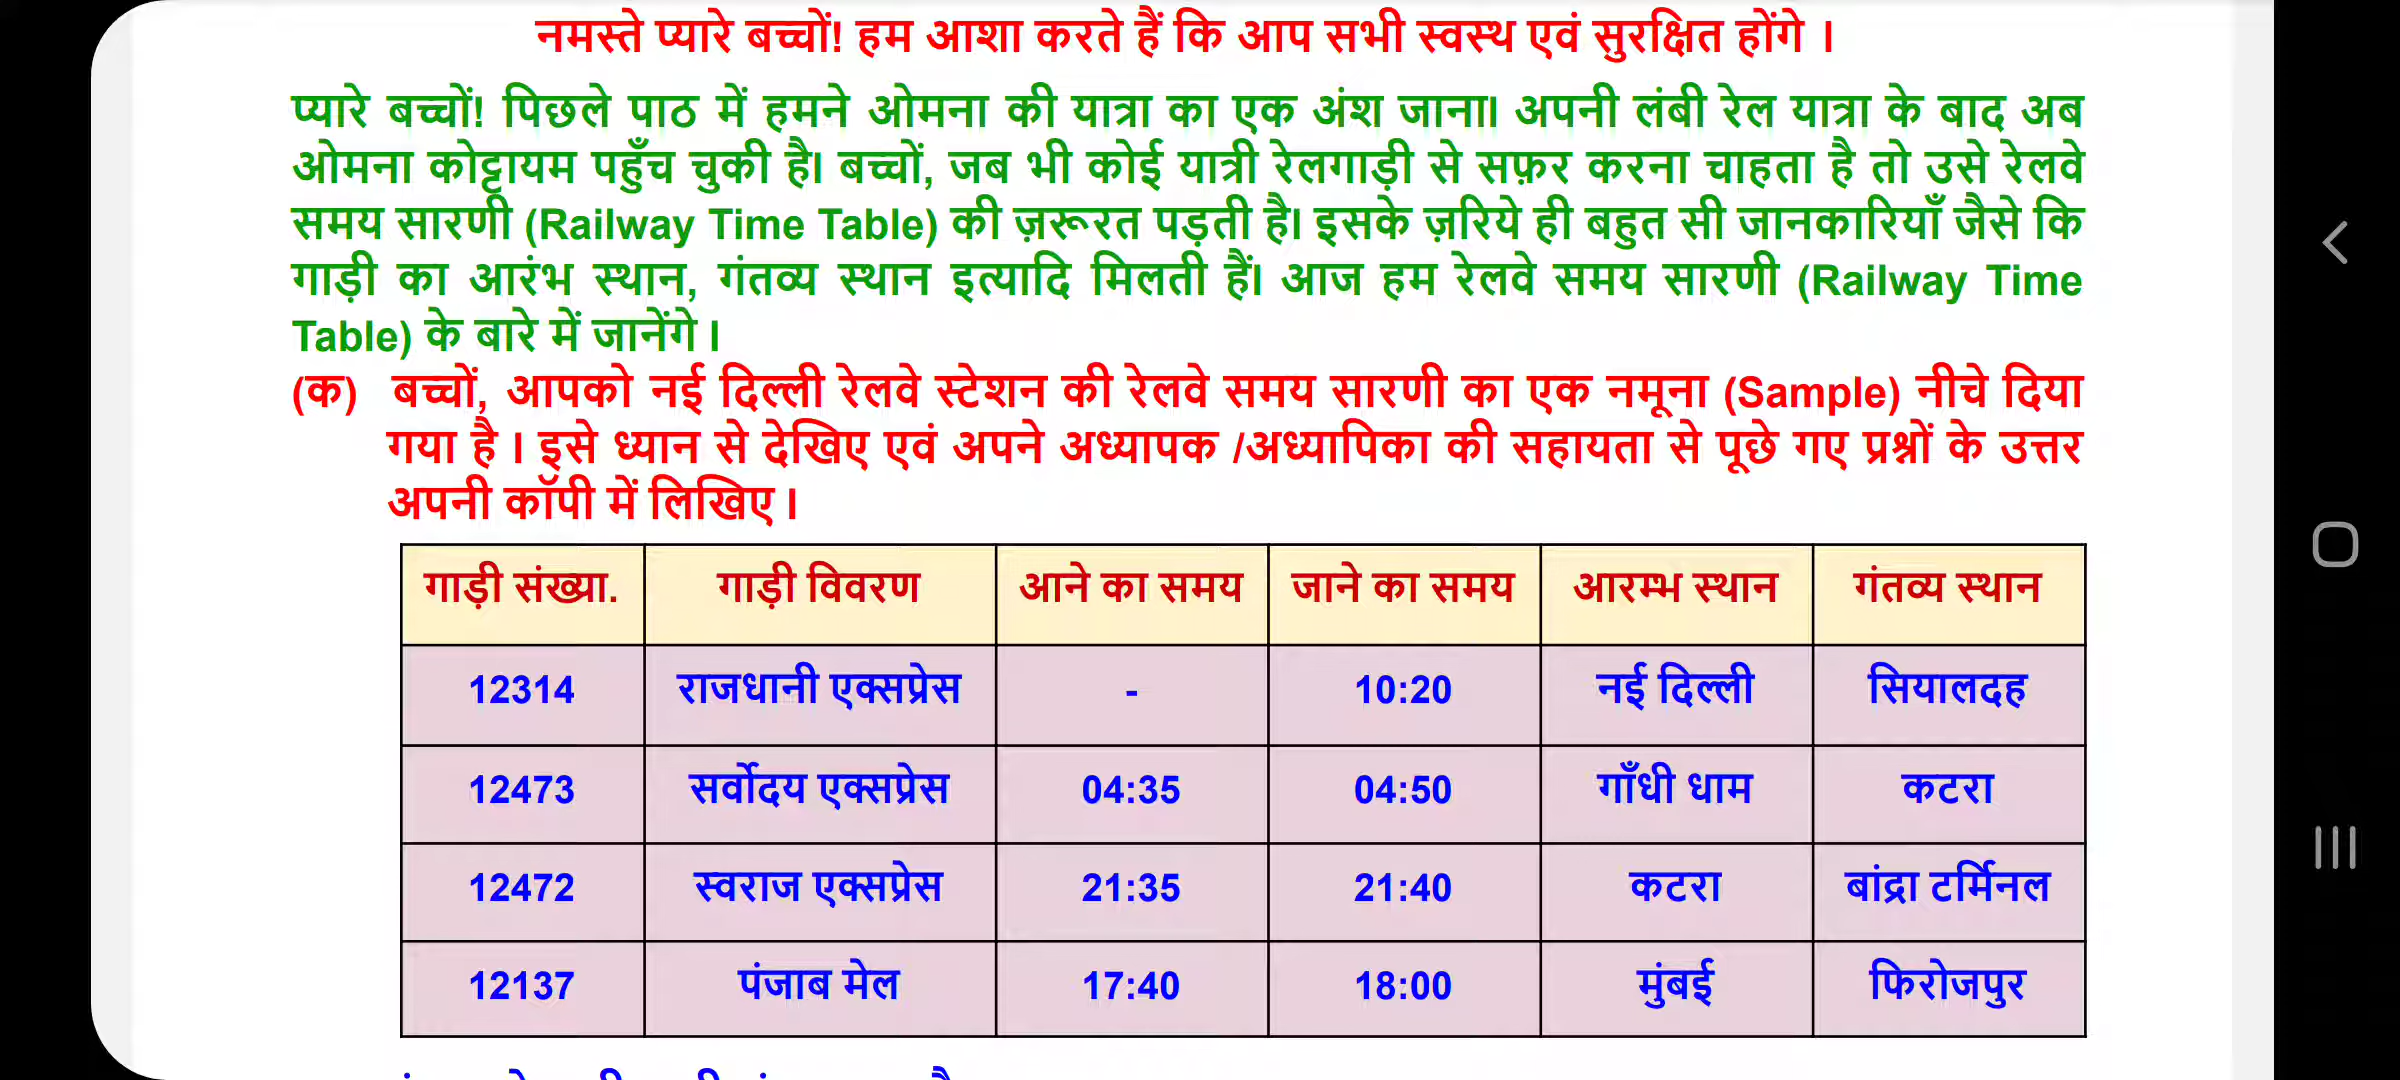 नमस्ते प्यारे बच्चों! हम आशा करते हैं कि आप सभी स्वस्थ एवं सुरक्षित होंगे ।
प्यारे बच्चों! पिछले पाठ में हमने ओमना की यात्रा का एक अंश जाना। अपनी लंबी रेल यात्रा के बाद अब
ओमना कोट्टायम पहुँच चुकी है। बच्चों, जब भी कोई यात्री रेलगाड़ी से सफ़र करना चाहता है तो उसे रेलवे
समय सारणी (Railway Time Table) की ज़रूरत पड़ती है। इसके ज़रिये ही बहुत सी जानकारियाँ जैसे कि
गाड़ी का आरंभ स्थान, गंतव्य स्थान इत्यादि मिलती हैं। आज हम रेलवे समय सारणी (Railway Time
Table) के बारे में जानेंगे ।
(क) बच्चों, आपको नई दिल्ली रेलवे स्टेशन की रेलवे समय सारणी का एक नमूना (Sample) नीचे दिया
गया है । इसे ध्यान से देखिए एवं अपने अध्यापक /अध्यापिका की सहायता से पूछे गए प्रश्नों के उत्तर
अपनी कॉपी में लिखिए ।
गाड़ी संख्या. गाड़ी विवरण आने का समय जाने का समय आरम्भ स्थान गंतव्य स्थान
12314 राजधानी एक्सप्रेस - 10:20 नई दिल्ली सियालदह
12473 सर्वोदय एक्सप्रेस 04:35 04:50 गाँधी धाम कटरा
12472 स्वराज एक्सप्रेस 21:35 21:40 कटरा बांद्रा टर्मिनल
12137 पंजाब मेल 17:40 18:00 मुंबई फिरोजपुर